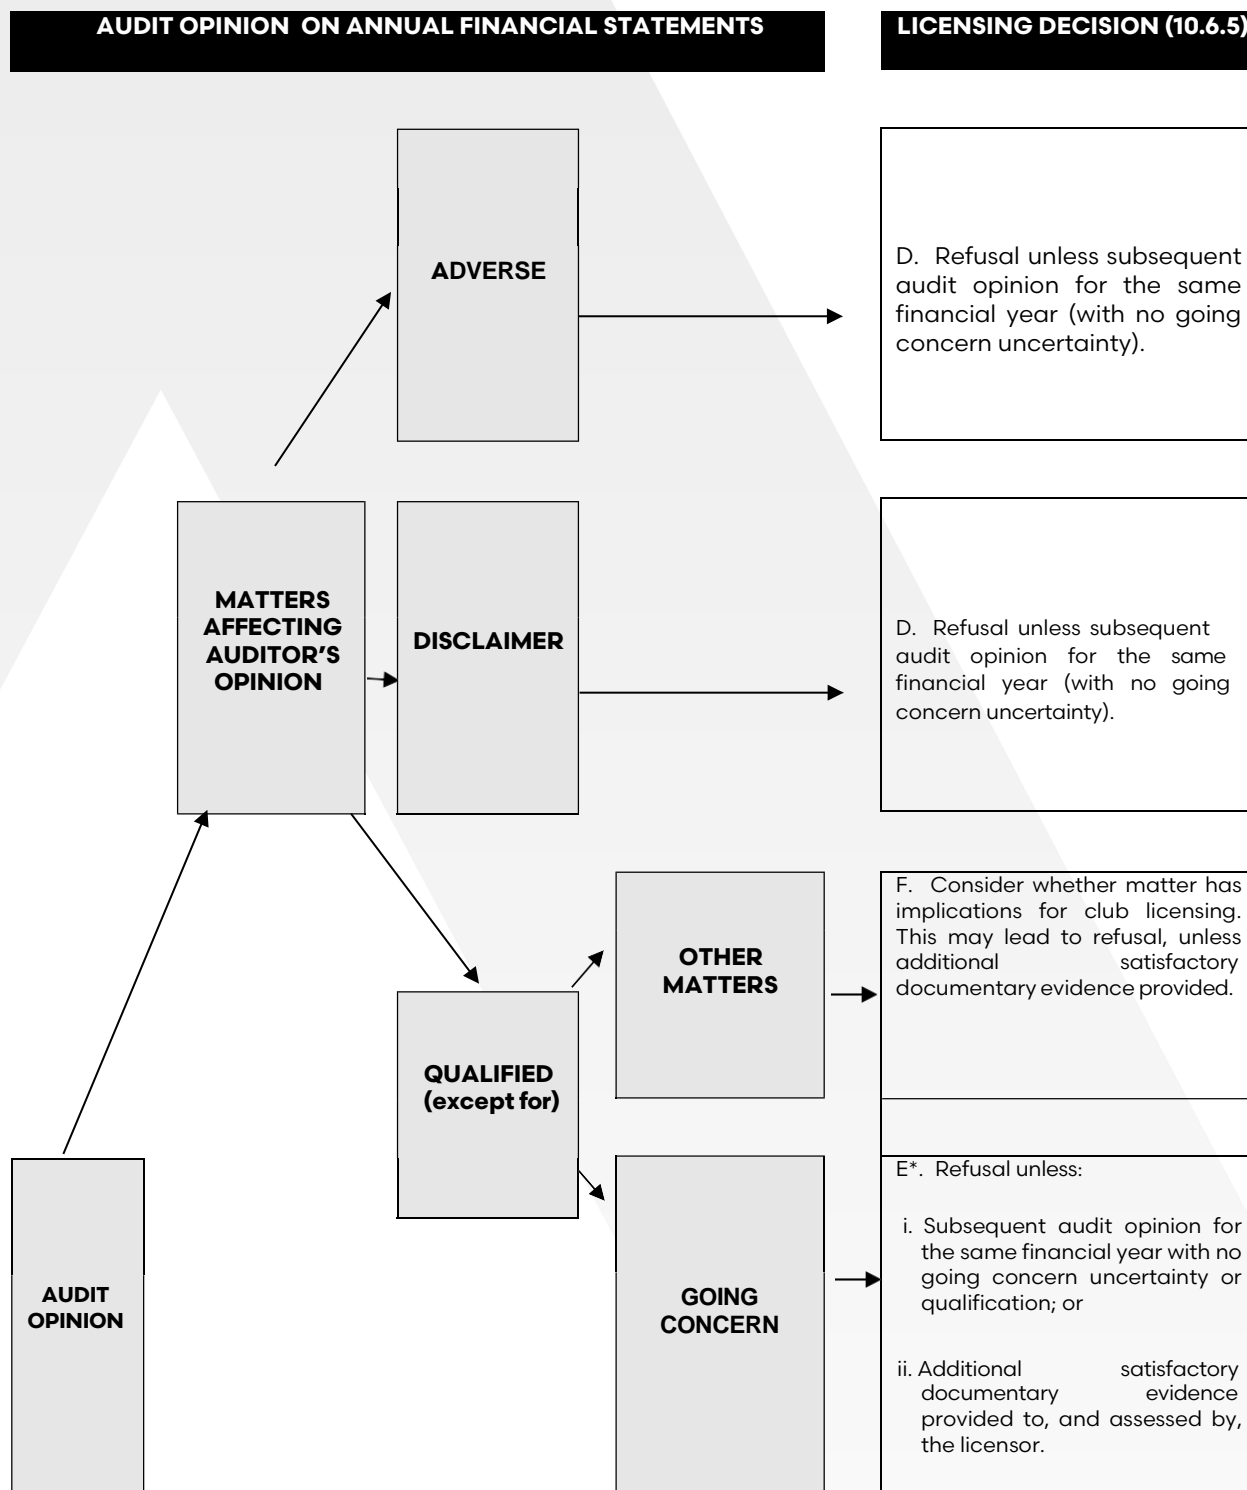 AUDIT OPINION ON ANNUAL FINANCIAL STATEMENTS
LICENSING DECISION (10.6.5)
ADVERSE
D. Refusal unless subsequent
audit opinion for the same
financial year (with no going
concern uncertainty).
MATTERS
AFFECTING
AUDITOR’S
OPINION
DISCLAIMER
D. Refusal unless subsequent
audit opinion for the same
financial year (with no going
concern uncertainty).
OTHER
MATTERS
F. Consider whether matter has
implications for club licensing.
This may lead to refusal, unless
additional satisfactory
documentary evidence provided.
QUALIFIED
(except for)
AUDIT
OPINION
GOING
CONCERN
E*. Refusal unless:
i. Subsequent audit opinion for
the same financial year with no
going concern uncertainty or
qualification; or
ii. Additional satisfactory
documentary evidence
provided to, and assessed by,
the licensor.